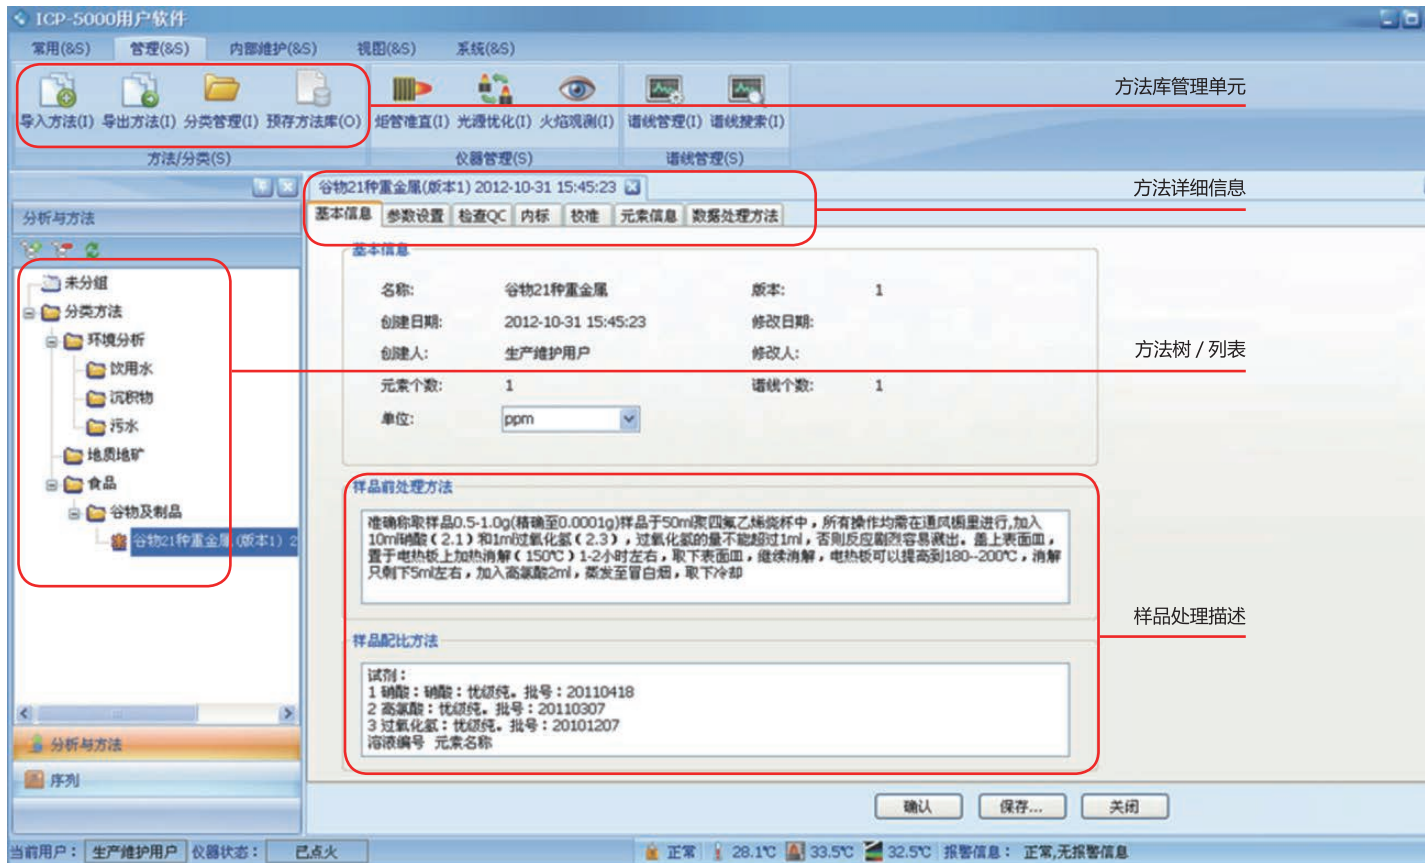 ICP-5000用户软件
常用(&S) 管理(&S) 内部维护(&S) 视图(&S) 系统(&S)
导入方法(I) 导出方法(I) 分类管理(I) 预存方法库(O) 炬管准直(I) 光源优化(I) 火焰观测(I) 谱线管理(I) 谱线搜索(I)
方法库管理单元
方法/分类(S) 仪器管理(S) 谱线管理(S)
谷物21种重金属(版本1) 2012-10-31 15:45:23
方法详细信息
分析与方法
基本信息 参数设置 检查QC 内标 校准 元素信息 数据处理方法
未分组
分类方法
环境分析
饮用水
沉积物
污水
地质地矿
食品
谷物及制品
谷物21种重金属(版本1) 2
方法树 / 列表
基本信息
名称: 谷物21种重金属 版本: 1
创建日期: 2012-10-31 15:45:23 修改日期:
创建人: 生产维护用户 修改人:
元素个数: 1 谱线个数: 1
单位: ppm
样品前处理方法
准确称取样品0.5-1.0g(精确至0.0001g)样品于50ml聚四氟乙烯烧杯中，所有操作均需在通风橱里进行,加入
10ml硝酸（2.1）和1ml过氧化氢（2.3），过氧化氢的量不能超过1ml，否则反应剧烈容易溅出。盖上表面皿，
置于电热板上加热消解（150℃）1-2小时左右，取下表面皿，继续消解，电热板可以提高到180--200℃，消解
只剩下5ml左右，加入高氯酸2ml，蒸发至冒白烟，取下冷却
样品处理描述
样品配比方法
试剂：
1 硝酸：硝酸：优级纯。批号：20110418
2 高氯酸：优级纯。批号：20110307
3 过氧化氢：优级纯。批号：20101207
溶液编号 元素名称
分析与方法
序列
确认 保存... 关闭
当前用户： 生产维护用户 仪器状态： 已点火 正常 28.1℃ 33.5℃ 32.5℃ 报警信息： 正常,无报警信息